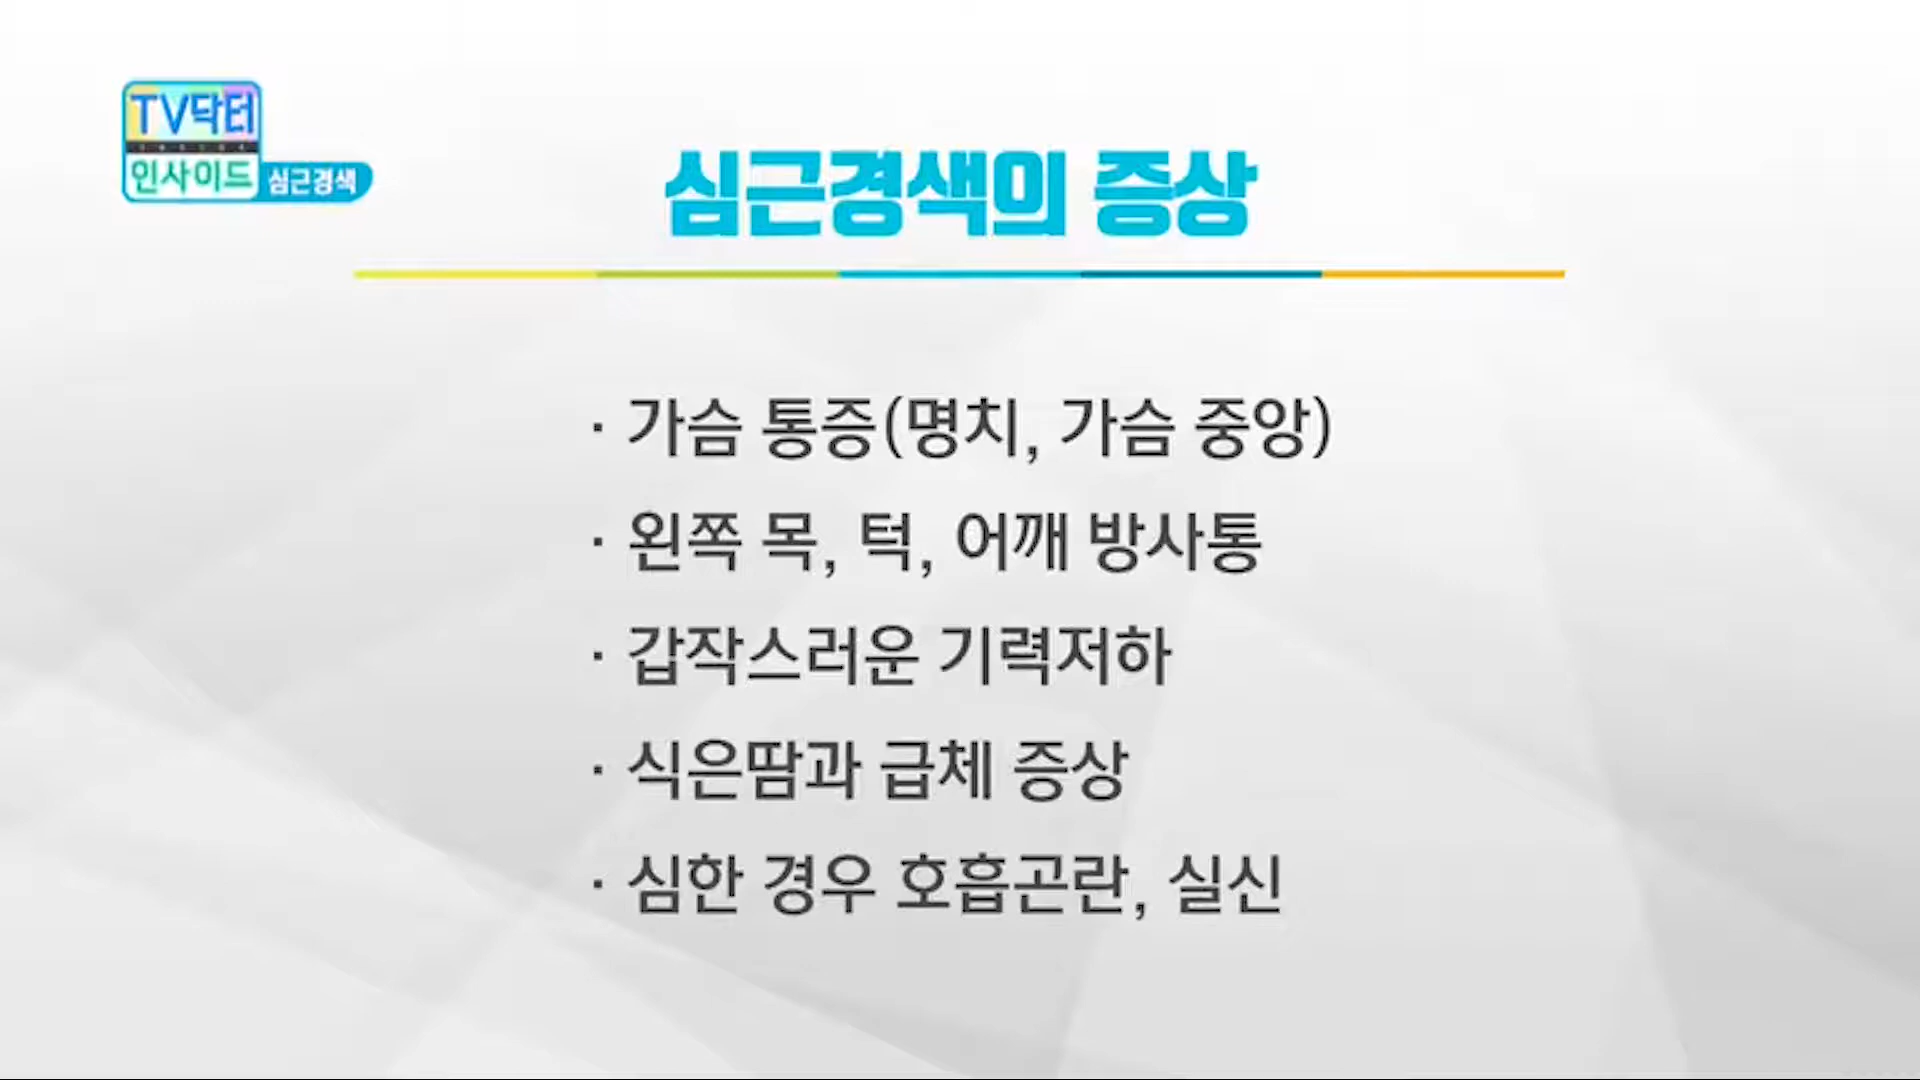 TV닥터
인사이드 심근경색
심근경색의 증상
· 가슴 통증(명치, 가슴 중앙)
· 왼쪽 목, 턱, 어깨 방사통
· 갑작스러운 기력저하
· 식은땀과 급체 증상
· 심한 경우 호흡곤란, 실신